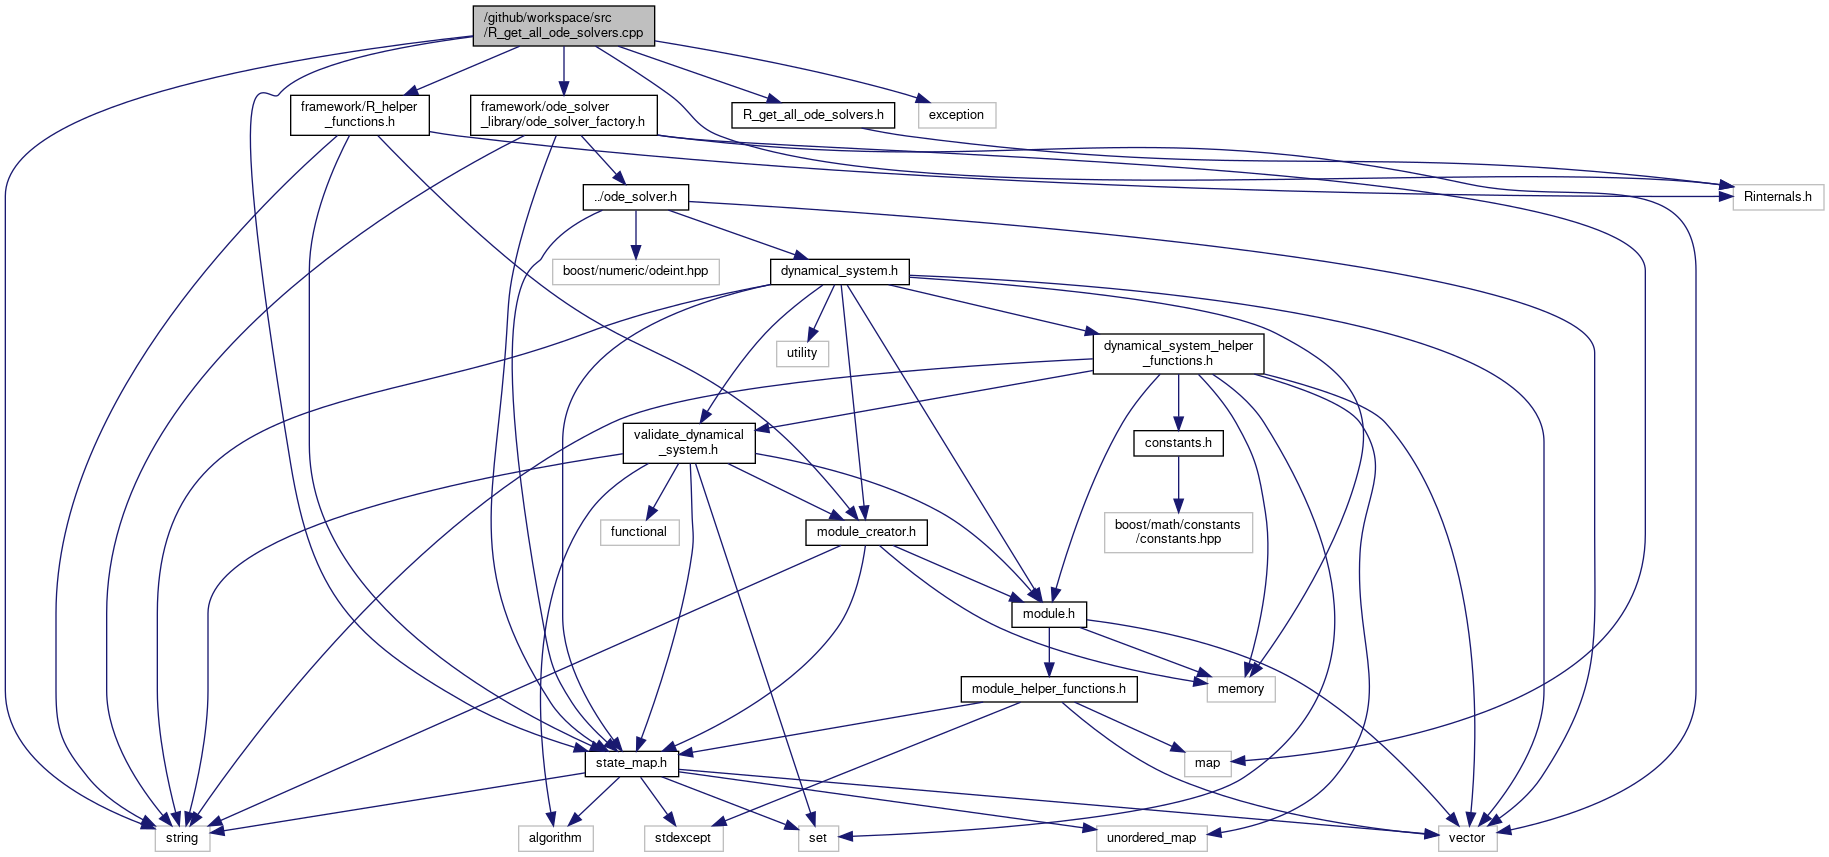 /github/workspace/src
/R_get_all_ode_solvers.cpp
framework/R_helper
_functions.h
framework/ode_solver
_library/ode_solver_factory.h
R_get_all_ode_solvers.h
exception
../ode_solver.h
Rinternals.h
boost/numeric/odeint.hpp
dynamical_system.h
utility
dynamical_system_helper
_functions.h
validate_dynamical
_system.h
constants.h
functional
module_creator.h
boost/math/constants
/constants.hpp
module.h
module_helper_functions.h
memory
state_map.h
map
string
algorithm
stdexcept
set
unordered_map
vector